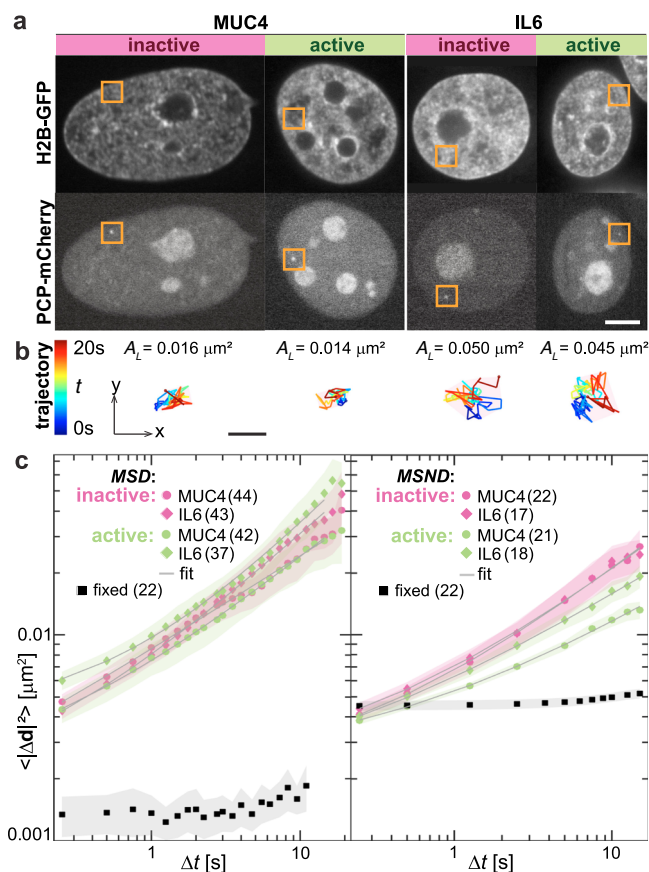 a
MUC4
IL6
inactive
active
inactive
active
H2B-GFP
PCP-mCherry
b
trajectory
20s
t
0s
y
x
A_L = 0.016 μm²
A_L = 0.014 μm²
A_L = 0.050 μm²
A_L = 0.045 μm²
c
<|Δd|²> [μm²]
0.01
0.001
MSD
inactive: MUC4 (44)
IL6 (43)
active: MUC4 (42)
IL6 (37)
fit
fixed (22)
1
10
Δt [s]
MSND
inactive: MUC4 (22)
IL6 (17)
active: MUC4 (21)
IL6 (18)
fit
fixed (22)
1
10
Δt [s]